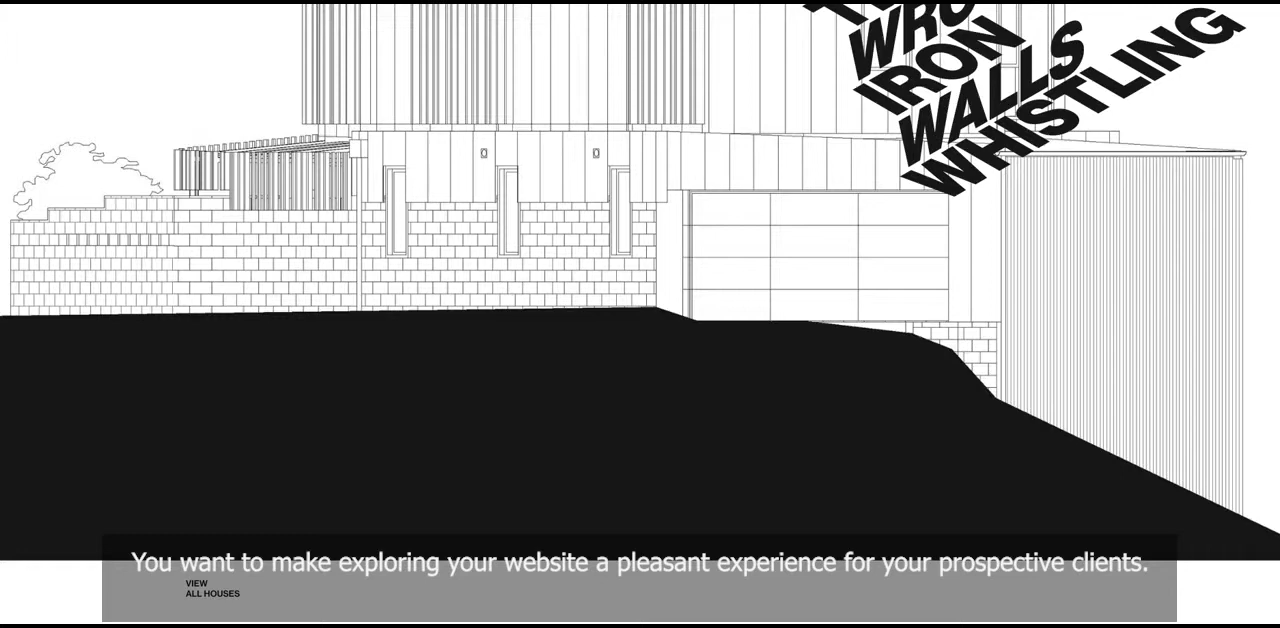 IRON
WALLS
WHISTLING
You want to make exploring your website a pleasant experience for your prospective clients.
VIEW
ALL HOUSES